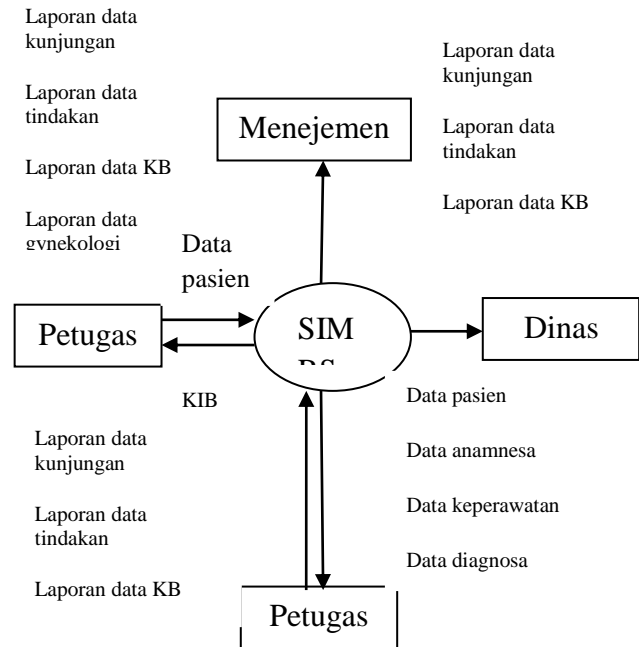 Laporan data
kunjungan
Laporan data
tindakan
Laporan data KB
Laporan data
gynekologi
Laporan data
kunjungan
Laporan data
tindakan
Laporan data KB
Menejemen
Data
pasien
Petugas
SIM
RS
Dinas
KIB
Laporan data
kunjungan
Laporan data
tindakan
Laporan data KB
Data pasien
Data anamnesa
Data keperawatan
Data diagnosa
Petugas